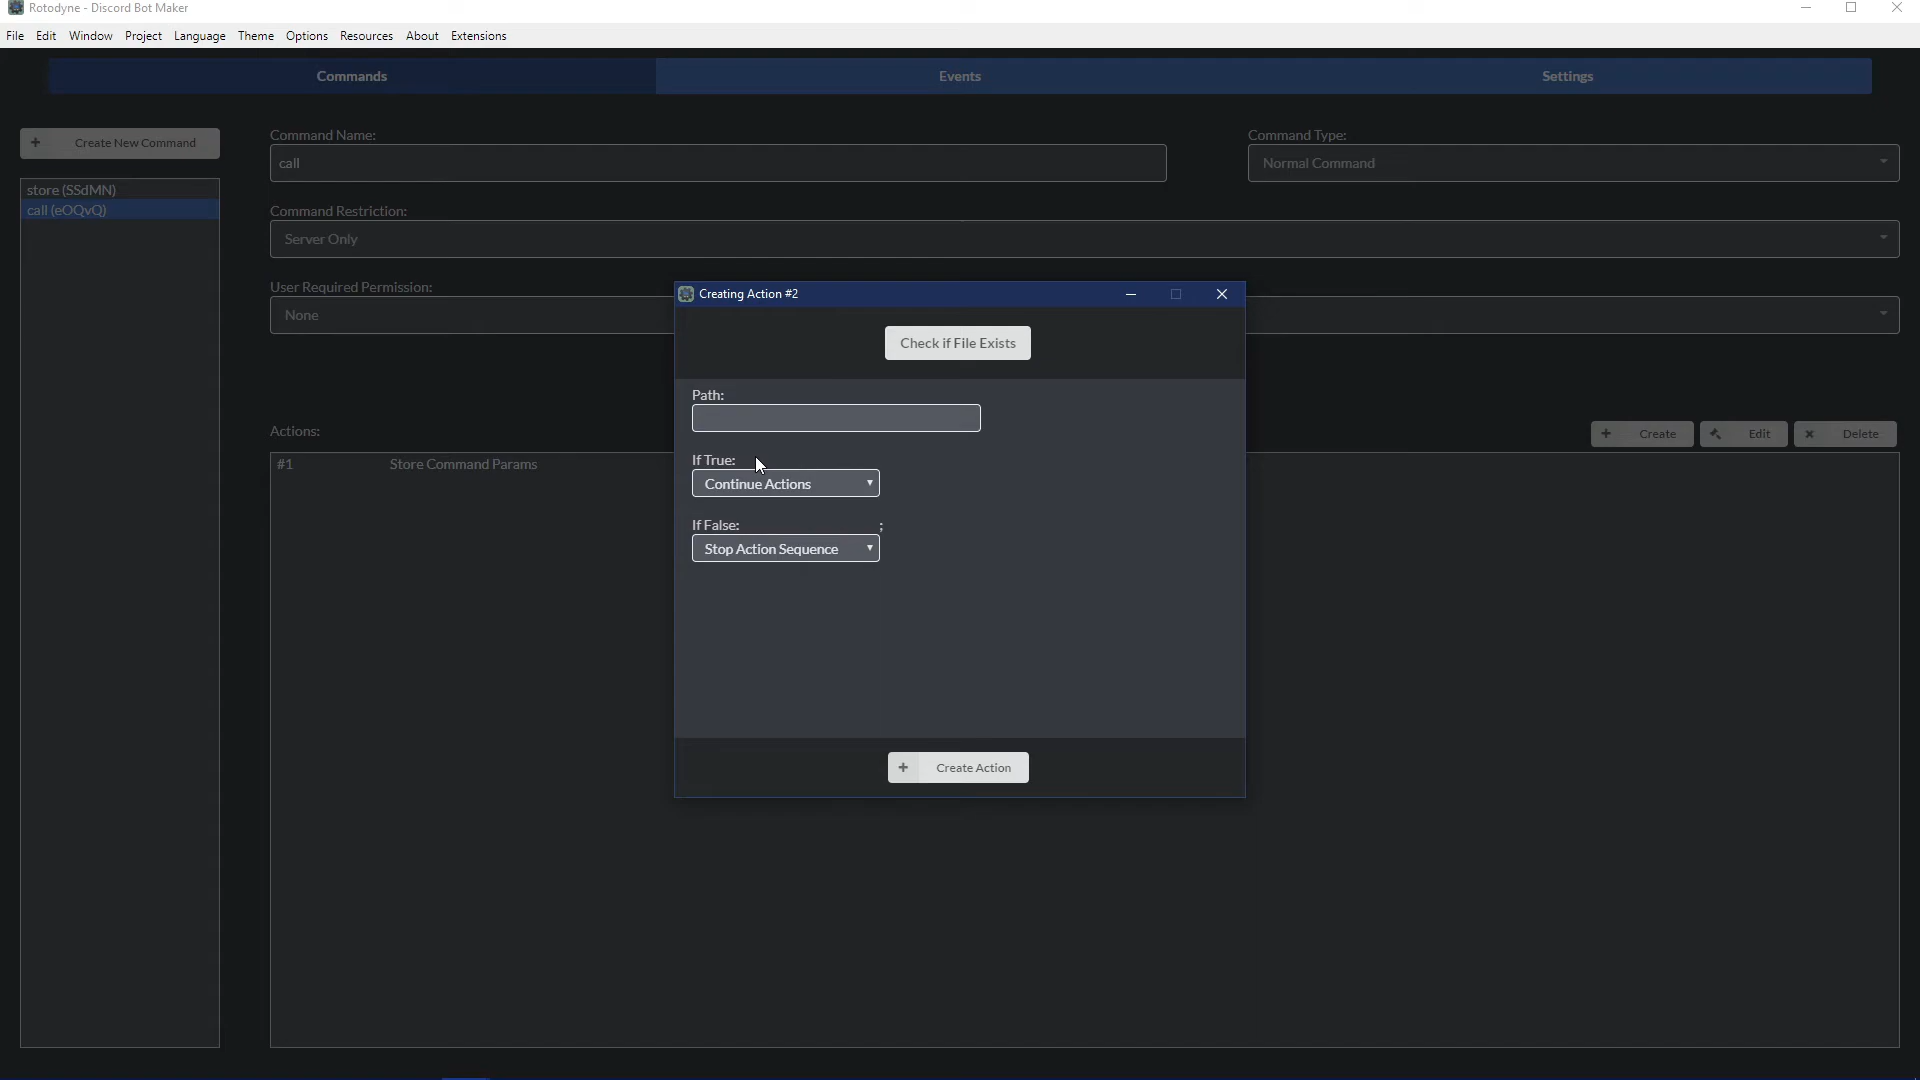 Rotodyne - Discord Bot Maker
File Edit Window Project Language Theme Options Resources About Extensions
Commands Events Settings
+ Create New Command
store (SSdMN)
call (eOQvQ)
Command Name:
call
Command Type:
Normal Command
Command Restriction:
Server Only
User Required Permission:
None
Actions:
+ Create
Edit
Delete
#1 Store Command Params
Creating Action #2
Check if File Exists
Path:
If True:
Continue Actions
If False: ;
Stop Action Sequence
+ Create Action